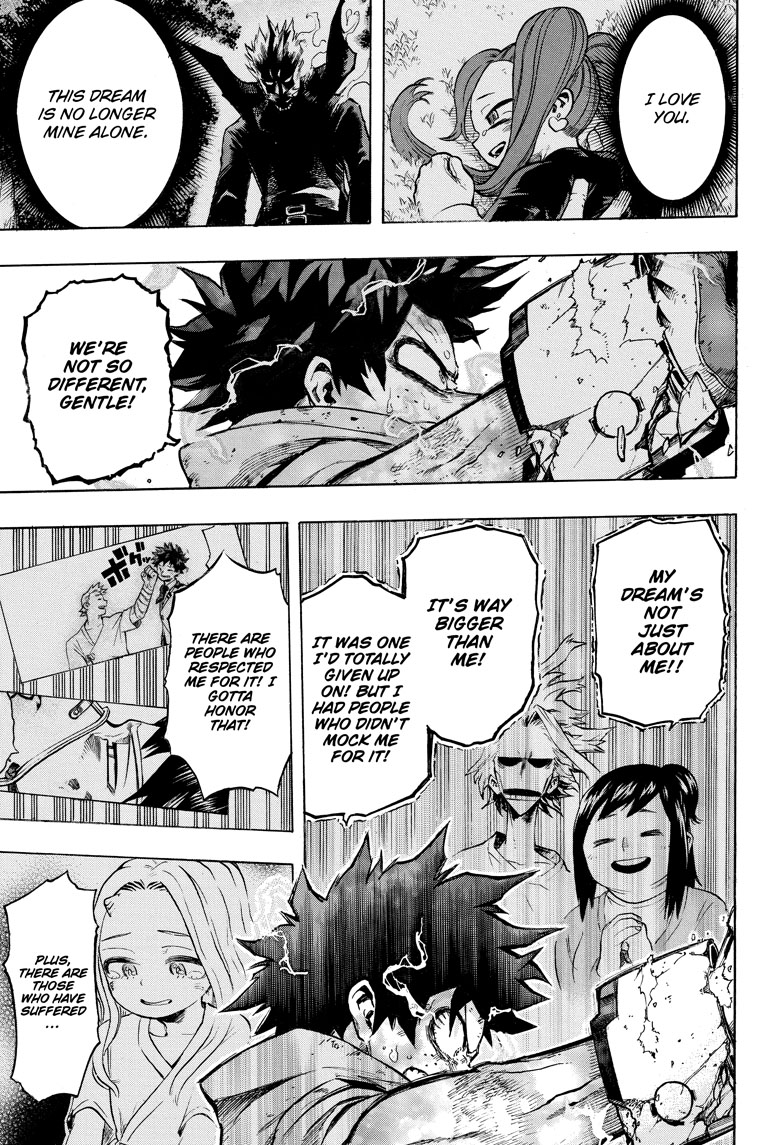 I LOVE
YOU.
THIS DREAM
IS NO LONGER
MINE ALONE.
WE'RE
NOT SO
DIFFERENT,
GENTLE!
MY
DREAM'S
NOT
JUST
ABOUT
ME!!
IT'S WAY
BIGGER
THAN
ME!
IT WAS ONE
I'D TOTALLY
GIVEN UP
ON! BUT I
HAD PEOPLE
WHO DIDN'T
MOCK ME
FOR IT!
ボグッ
THERE ARE
PEOPLE WHO
RESPECTED
ME FOR IT! I
GOTTA
HONOR
THAT!
PLUS,
THERE ARE
THOSE
WHO HAVE
SUFFERED
...